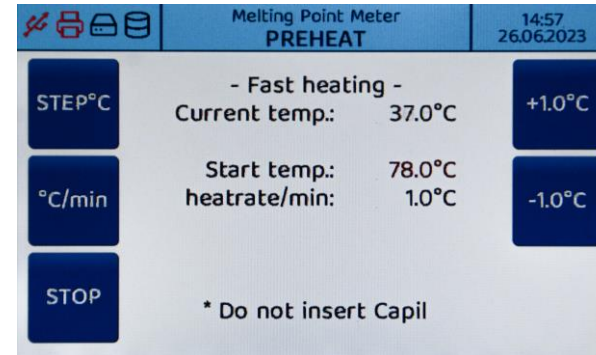 Melting Point Meter
PREHEAT
14:57
26.06.2023
STEP°C
- Fast heating -
Current temp.: 37.0°C
+1.0°C
Start temp.: 78.0°C
°C/min
heatrate/min: 1.0°C
-1.0°C
STOP
* Do not insert Capil